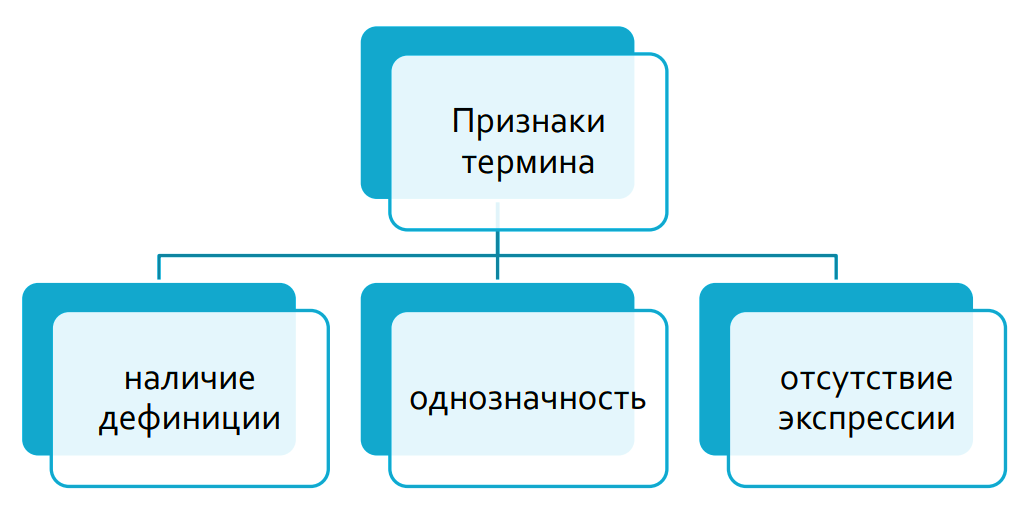 Признаки
термина
наличие
дефиниции
однозначность
отсутствие
экспрессии